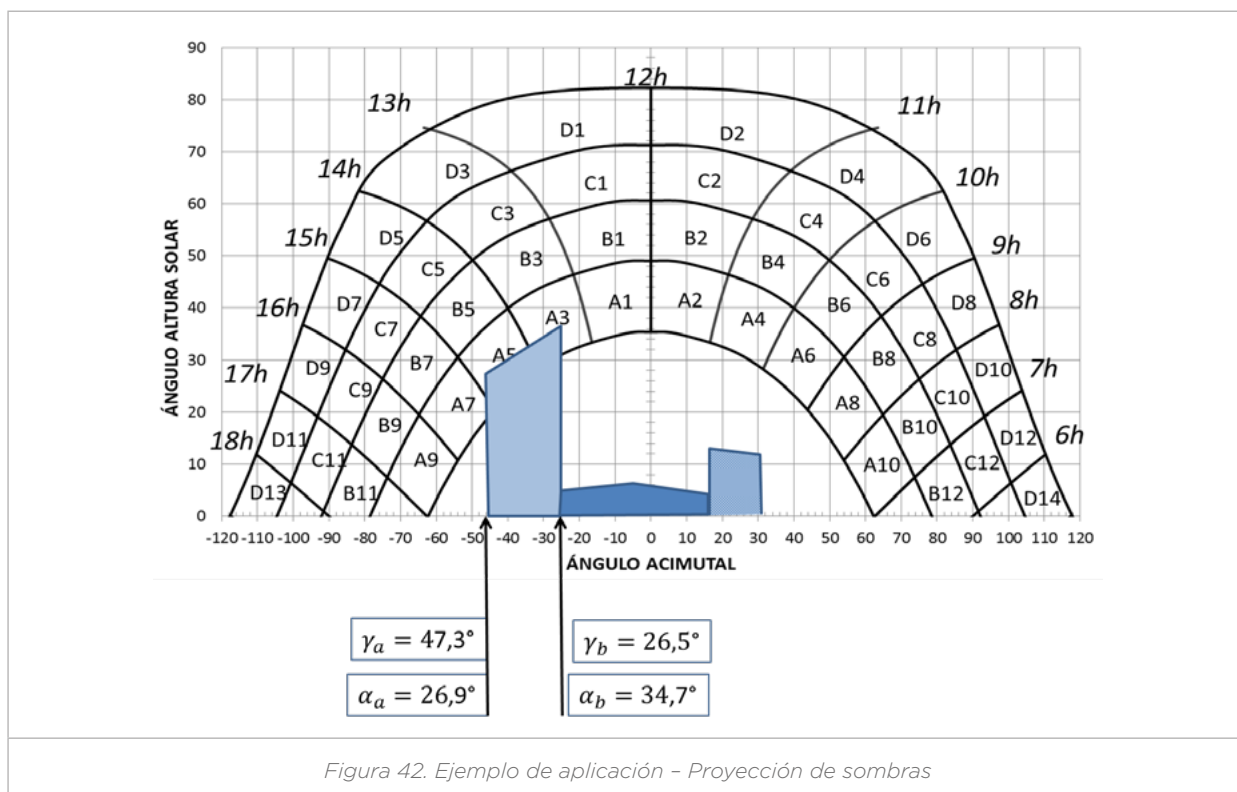 90
80
70
60
50
40
30
20
10
0
ÁNGULO ALTURA SOLAR
12h
13h
11h
14h
10h
15h
9h
16h
8h
17h
7h
18h
6h
D1
D2
D3
D4
C1
C2
C3
C4
D5
D6
B1
B2
B3
B4
C5
C6
D7
D8
A1
A2
B5
B6
A3
A4
C7
C8
A5
A6
B7
B8
D9
D10
C9
C10
A7
A8
B9
B10
D11
D12
C11
C12
A9
A10
D13
B11
B12
D14
-120 -110 -100 -90 -80 -70 -60 -50 -40 -30 -20 -10 0 10 20 30 40 50 60 70 80 90 100 110 120
ÁNGULO ACIMUTAL
γa = 47,3°
γb = 26,5°
αa = 26,9°
αb = 34,7°
Figura 42. Ejemplo de aplicación – Proyección de sombras